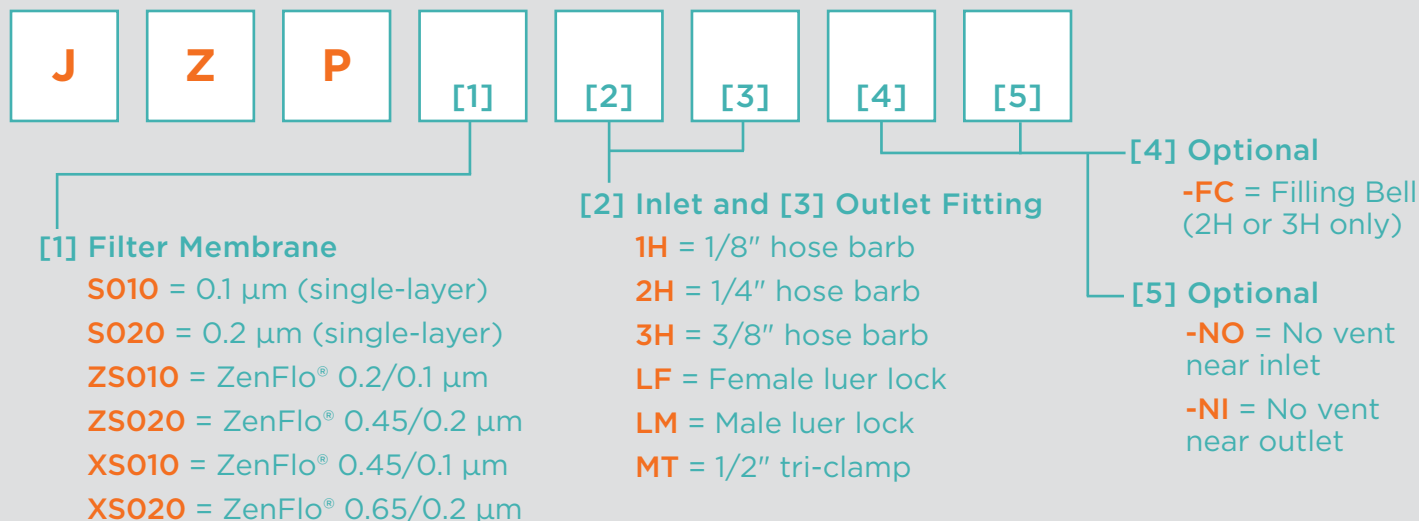 J Z P [1] [2] [3] [4] [5]
[1] Filter Membrane
S010 = 0.1 µm (single-layer)
S020 = 0.2 µm (single-layer)
ZS010 = ZenFlo® 0.2/0.1 µm
ZS020 = ZenFlo® 0.45/0.2 µm
XS010 = ZenFlo® 0.45/0.1 µm
XS020 = ZenFlo® 0.65/0.2 µm
[2] Inlet and [3] Outlet Fitting
1H = 1/8" hose barb
2H = 1/4" hose barb
3H = 3/8" hose barb
LF = Female luer lock
LM = Male luer lock
MT = 1/2" tri-clamp
[4] Optional
-FC = Filling Bell
(2H or 3H only)
[5] Optional
-NO = No vent
near inlet
-NI = No vent
near outlet